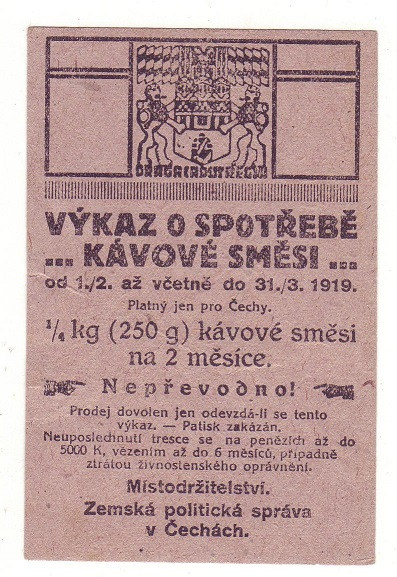 PRAGA CAPUT REGNI
VÝKAZ O SPOTŘEBĚ
... KÁVOVÉ SMĚSI ...
od 1./2. až včetně do 31./3. 1919.
Platný jen pro Čechy.
¼ kg (250 g) kávové směsi
na 2 měsíce.
Nepřevodno!
Prodej dovolen jen odevzdá-li se tento
výkaz. — Patisk zakázán.
Neuposlechnutí tresce se na penězích až do
5000 K, vězením až do 6 měsíců, případně
ztrátou živnostenského oprávnění.
Místodržitelství.
Zemská politická správa
v Čechách.